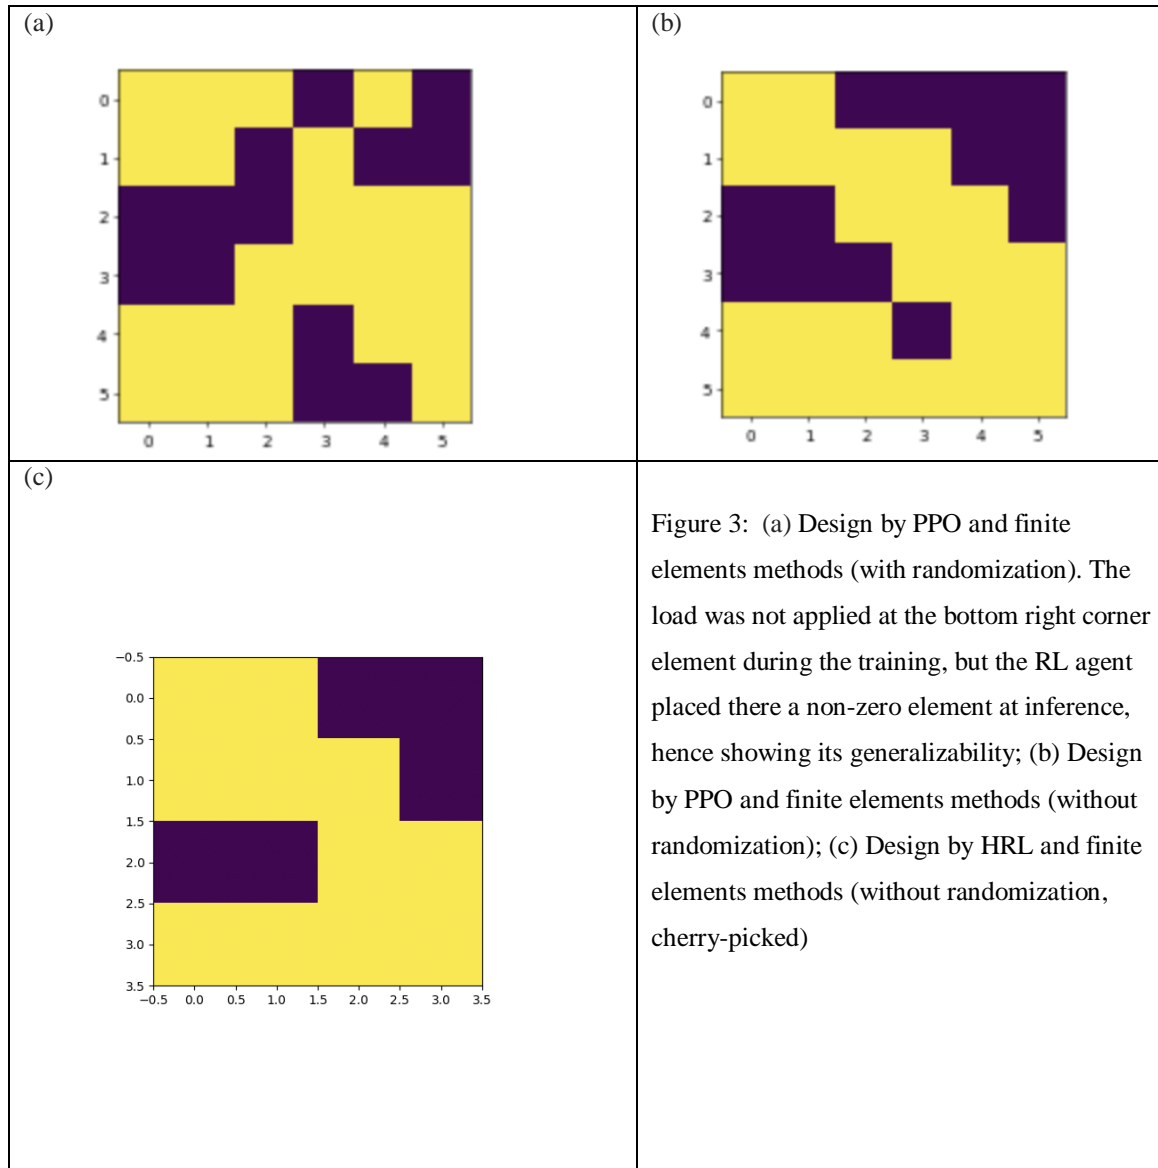 (a)
0
1
2
3
4
5
0 1 2 3 4 5
(b)
0
1
2
3
4
5
0 1 2 3 4 5
(c)
−0.5
0.0
0.5
1.0
1.5
2.0
2.5
3.0
3.5
−0.5 0.0 0.5 1.0 1.5 2.0 2.5 3.0 3.5
Figure 3: (a) Design by PPO and finite
elements methods (with randomization). The
load was not applied at the bottom right corner
element during the training, but the RL agent
placed there a non-zero element at inference,
hence showing its generalizability; (b) Design
by PPO and finite elements methods (without
randomization); (c) Design by HRL and finite
elements methods (without randomization,
cherry-picked)